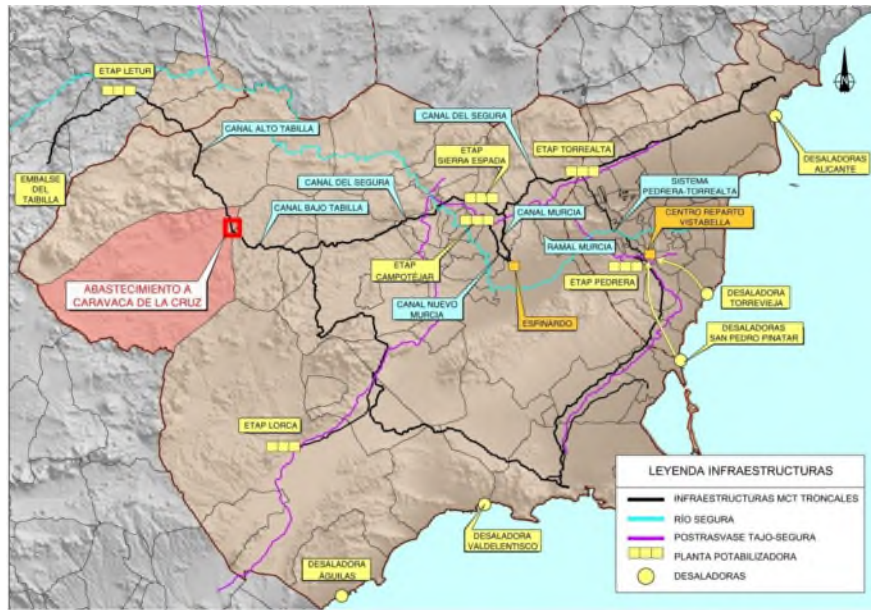 ETAP LETUR
CANAL ALTO TABILLA
EMBALSE
DEL
TAIBILLA
CANAL DEL SEGURA
ETAP
SIERRA ESPADA
ETAP TORREALTA
DESALADORAS
ALICANTE
CANAL DEL SEGURA
SISTEMA
PEDRERA-TORREALTA
CANAL BAJO TABILLA
CANAL MURCIA
CENTRO REPARTO
VISTABELLA
RAMAL MURCIA
ABASTECIMIENTO A
CARAVACA DE LA CRUZ
ETAP
CAMPOTÉJAR
ETAP PEDRERA
CANAL NUEVO
MURCIA
ESPINARDO
DESALADORA
TORREVIEJA
DESALADORAS
SAN PEDRO PINATAR
ETAP LORCA
DESALADORA
VALDELENTISCO
DESALADORA
ÁGUILAS
LEYENDA INFRAESTRUCTURAS
INFRAESTRUCTURAS MCT TRONCALES
RÍO SEGURA
POSTRASVASE TAJO-SEGURA
PLANTA POTABILIZADORA
DESALADORAS